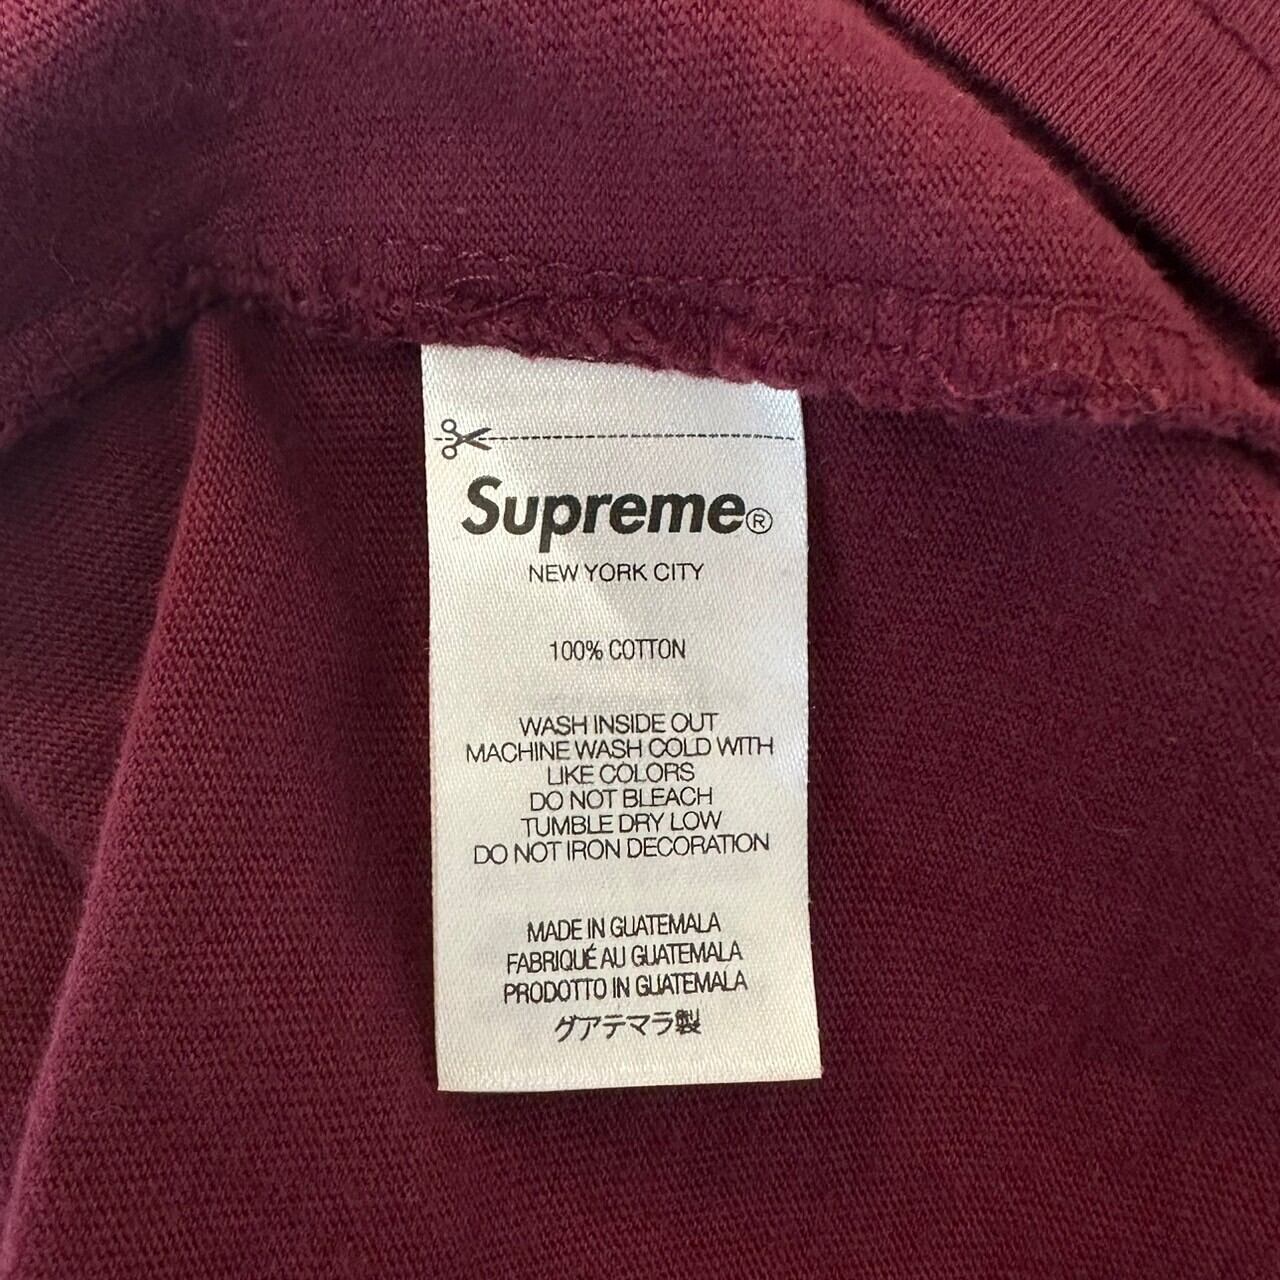 Supreme®
NEW YORK CITY
100% COTTON
WASH INSIDE OUT
MACHINE WASH COLD WITH
LIKE COLORS
DO NOT BLEACH
TUMBLE DRY LOW
DO NOT IRON DECORATION
MADE IN GUATEMALA
FABRIQUÉ AU GUATEMALA
PRODOTTO IN GUATEMALA
グアテマラ製